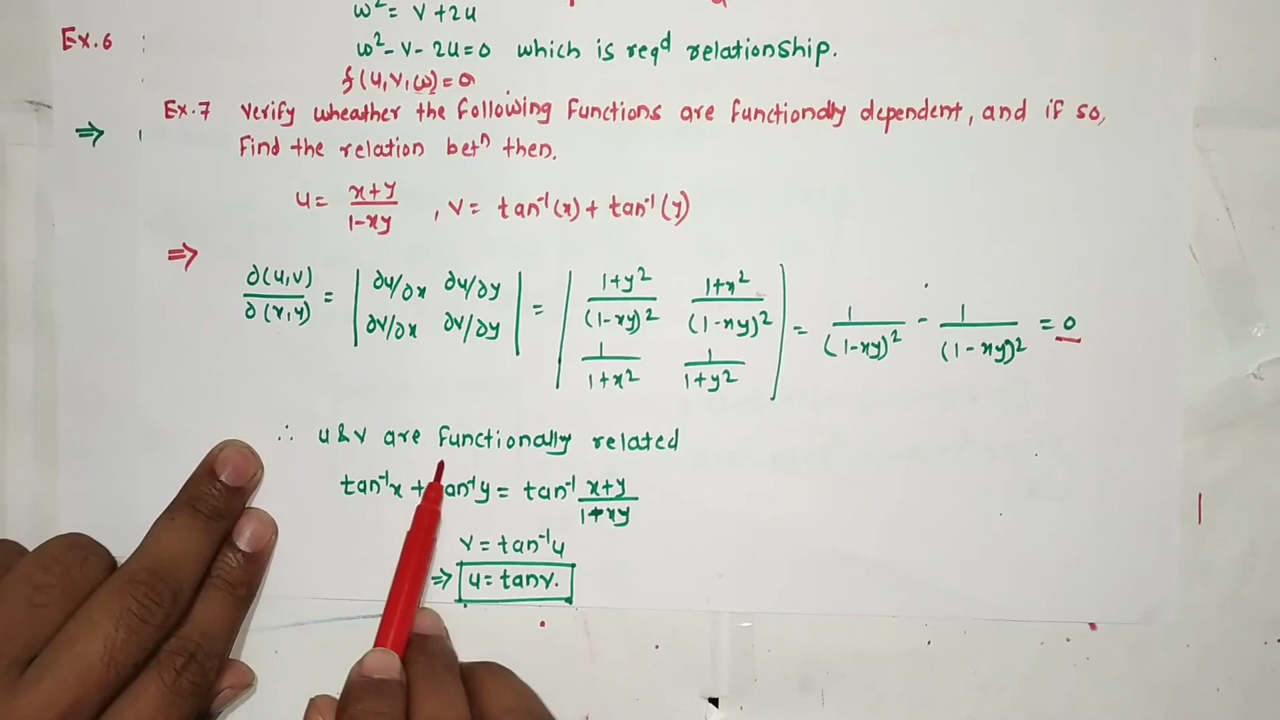 w² = v + 2u
Ex.6 :
w² - v - 2u = 0 which is reqᵈ relationship.
f(u,v,w) = 0
Ex.7 Verify wheather the following functions are functionally dependent, and if so,
⇒
Find the relation betⁿ then.
u = x+y/1-xy , v = tan⁻¹(x) + tan⁻¹(y)
⇒
∂(u,v)/∂(x,y) = | ∂u/∂x ∂u/∂y ; ∂v/∂x ∂v/∂y | = | 1+y²/(1-xy)² 1+x²/(1-xy)² ; 1/1+x² 1/1+y² | = 1/(1-xy)² - 1/(1-xy)² = 0
∴ u & v are functionally related
tan⁻¹x + tan⁻¹y = tan⁻¹ x+y/1-xy
v = tan⁻¹u
⇒ u = tanv.